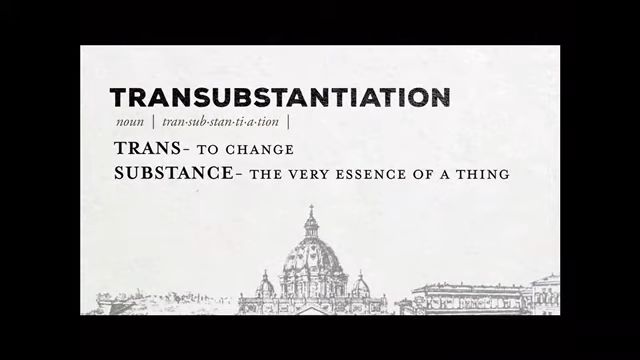 TRANSUBSTANTIATION
noun | tran·sub·stan·ti·a·tion |
TRANS- TO CHANGE
SUBSTANCE- THE VERY ESSENCE OF A THING